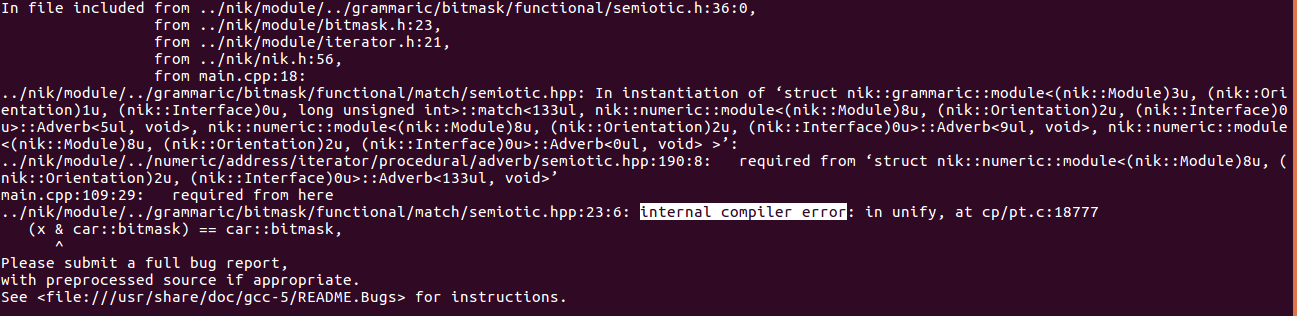 In file included from ../nik/module/../grammaric/bitmask/functional/semiotic.h:36:0,
                 from ../nik/module/bitmask.h:23,
                 from ../nik/module/iterator.h:21,
                 from ../nik/nik.h:56,
                 from main.cpp:18:
../nik/module/../grammaric/bitmask/functional/match/semiotic.hpp: In instantiation of ‘struct nik::grammaric::module<(nik::Module)3u, (nik::Ori
entation)1u, (nik::Interface)0u, long unsigned int>::match<133ul, nik::numeric::module<(nik::Module)8u, (nik::Orientation)2u, (nik::Interface)0
u>::Adverb<5ul, void>, nik::numeric::module<(nik::Module)8u, (nik::Orientation)2u, (nik::Interface)0u>::Adverb<9ul, void>, nik::numeric::module
<(nik::Module)8u, (nik::Orientation)2u, (nik::Interface)0u>::Adverb<0ul, void> >’:
../nik/module/../numeric/address/iterator/procedural/adverb/semiotic.hpp:190:8:   required from ‘struct nik::numeric::module<(nik::Module)8u, (
nik::Orientation)2u, (nik::Interface)0u>::Adverb<133ul, void>’
main.cpp:109:29:   required from here
../nik/module/../grammaric/bitmask/functional/match/semiotic.hpp:23:6: internal compiler error: in unify, at cp/pt.c:18777
   (x & car::bitmask) == car::bitmask,
      ^
Please submit a full bug report,
with preprocessed source if appropriate.
See <file:///usr/share/doc/gcc-5/README.Bugs> for instructions.